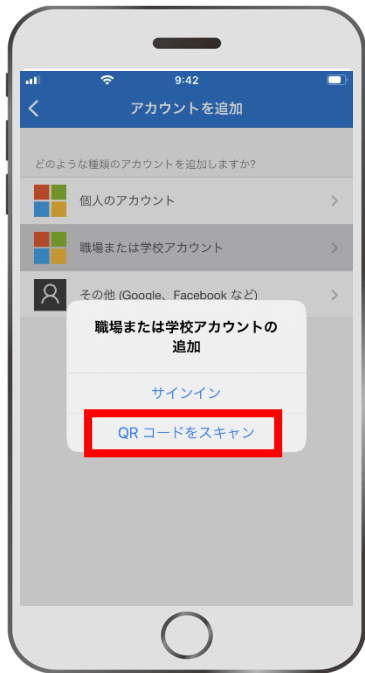 9:42
アカウントを追加
どのような種類のアカウントを追加しますか?
個人のアカウント
職場または学校アカウント
その他 (Google、Facebook など)
職場または学校アカウントの
追加
サインイン
QR コードをスキャン